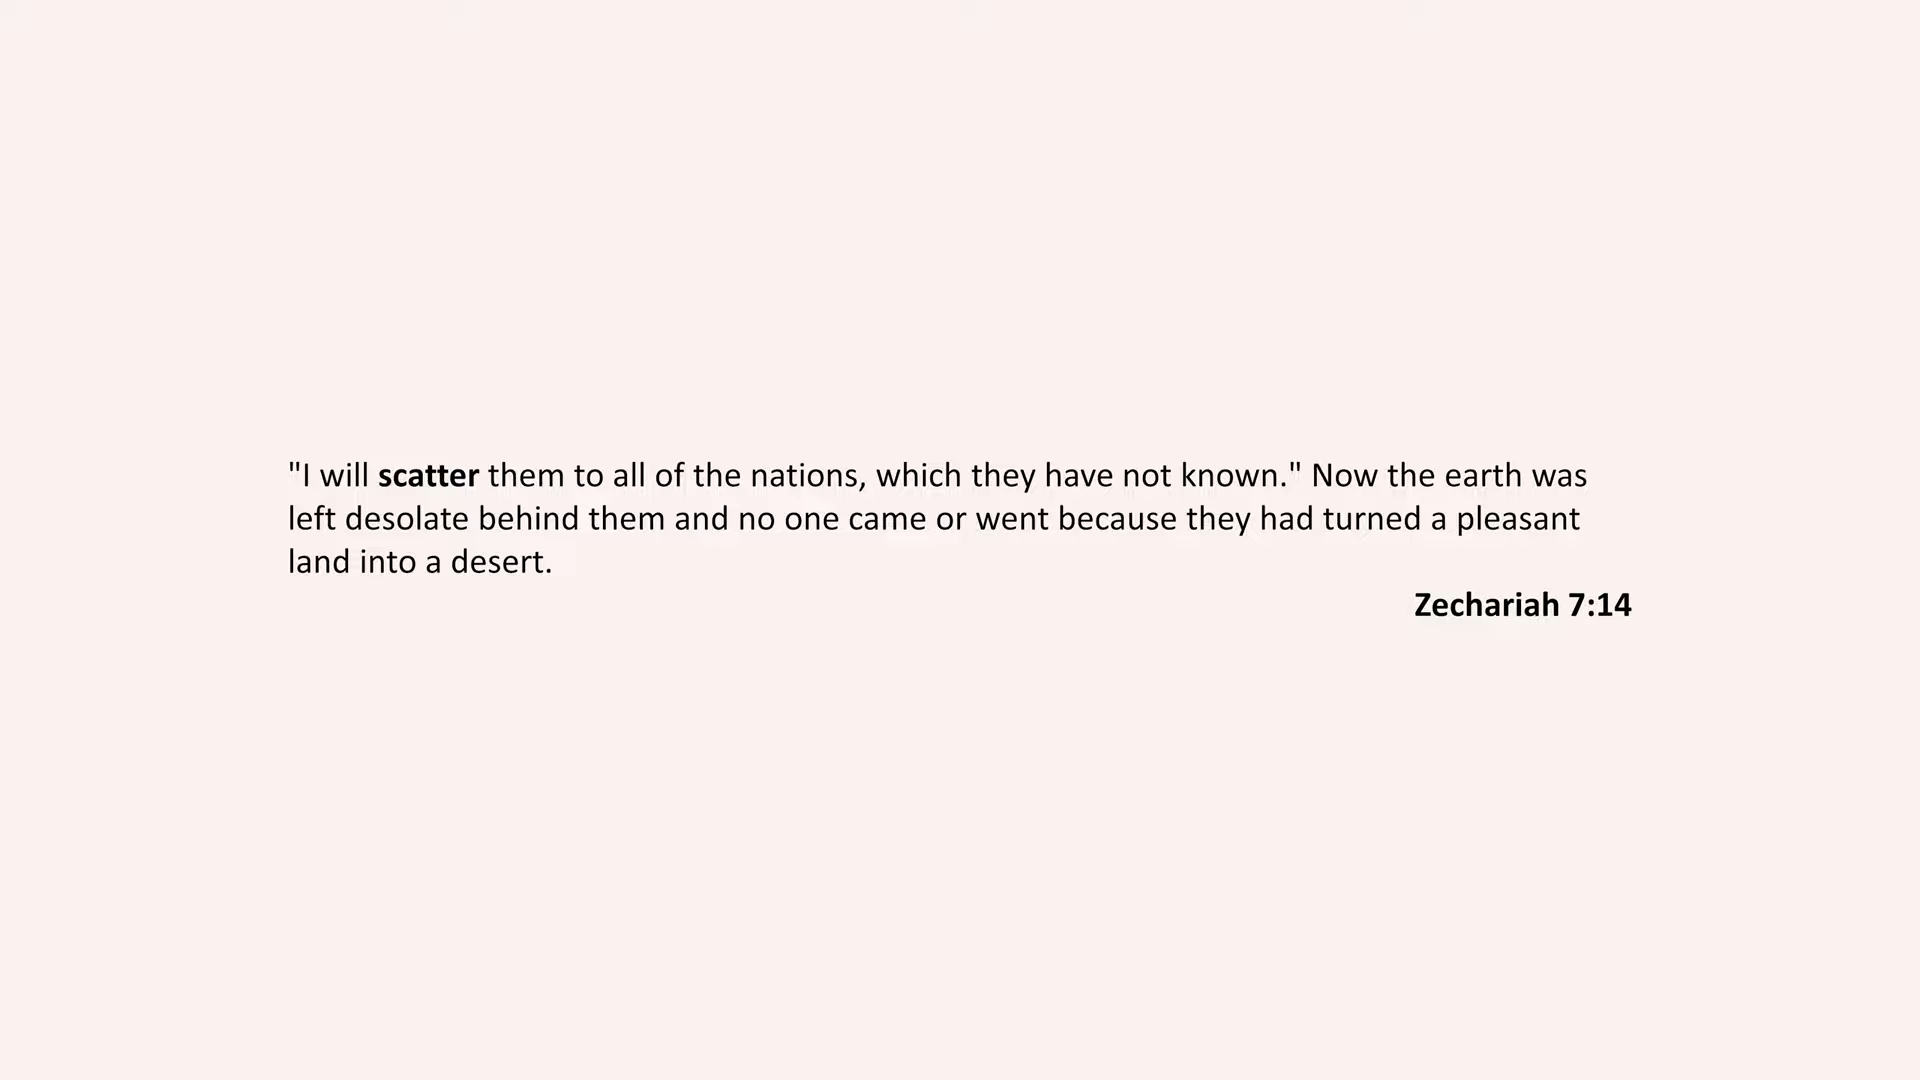 "I will scatter them to all of the nations, which they have not known." Now the earth was
left desolate behind them and no one came or went because they had turned a pleasant
land into a desert.
Zechariah 7:14